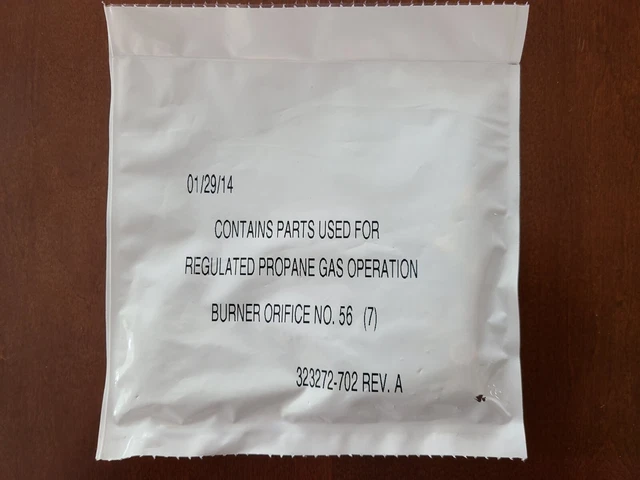 01/29/14
CONTAINS PARTS USED FOR
REGULATED PROPANE GAS OPERATION
BURNER ORIFICE NO. 56 (7)
323272-702 REV. A